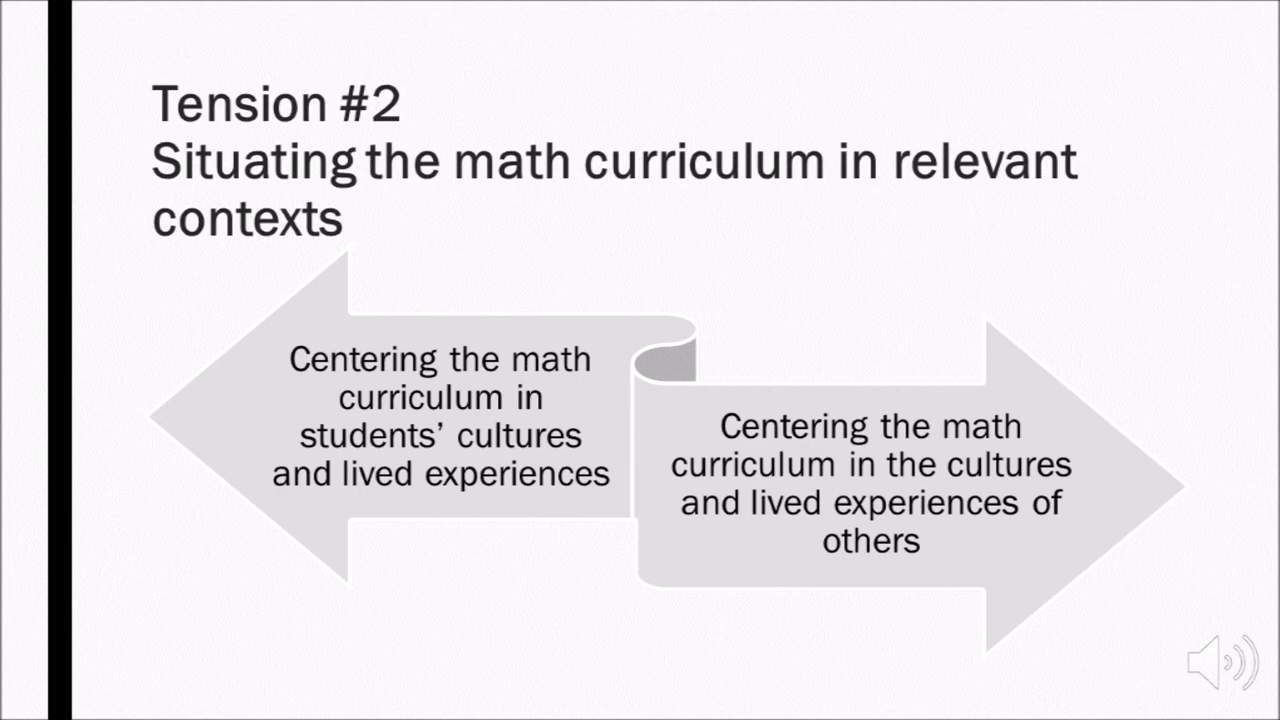 Tension #2
Situating the math curriculum in relevant
contexts
Centering the math
curriculum in
students’ cultures
and lived experiences
Centering the math
curriculum in the cultures
and lived experiences of
others